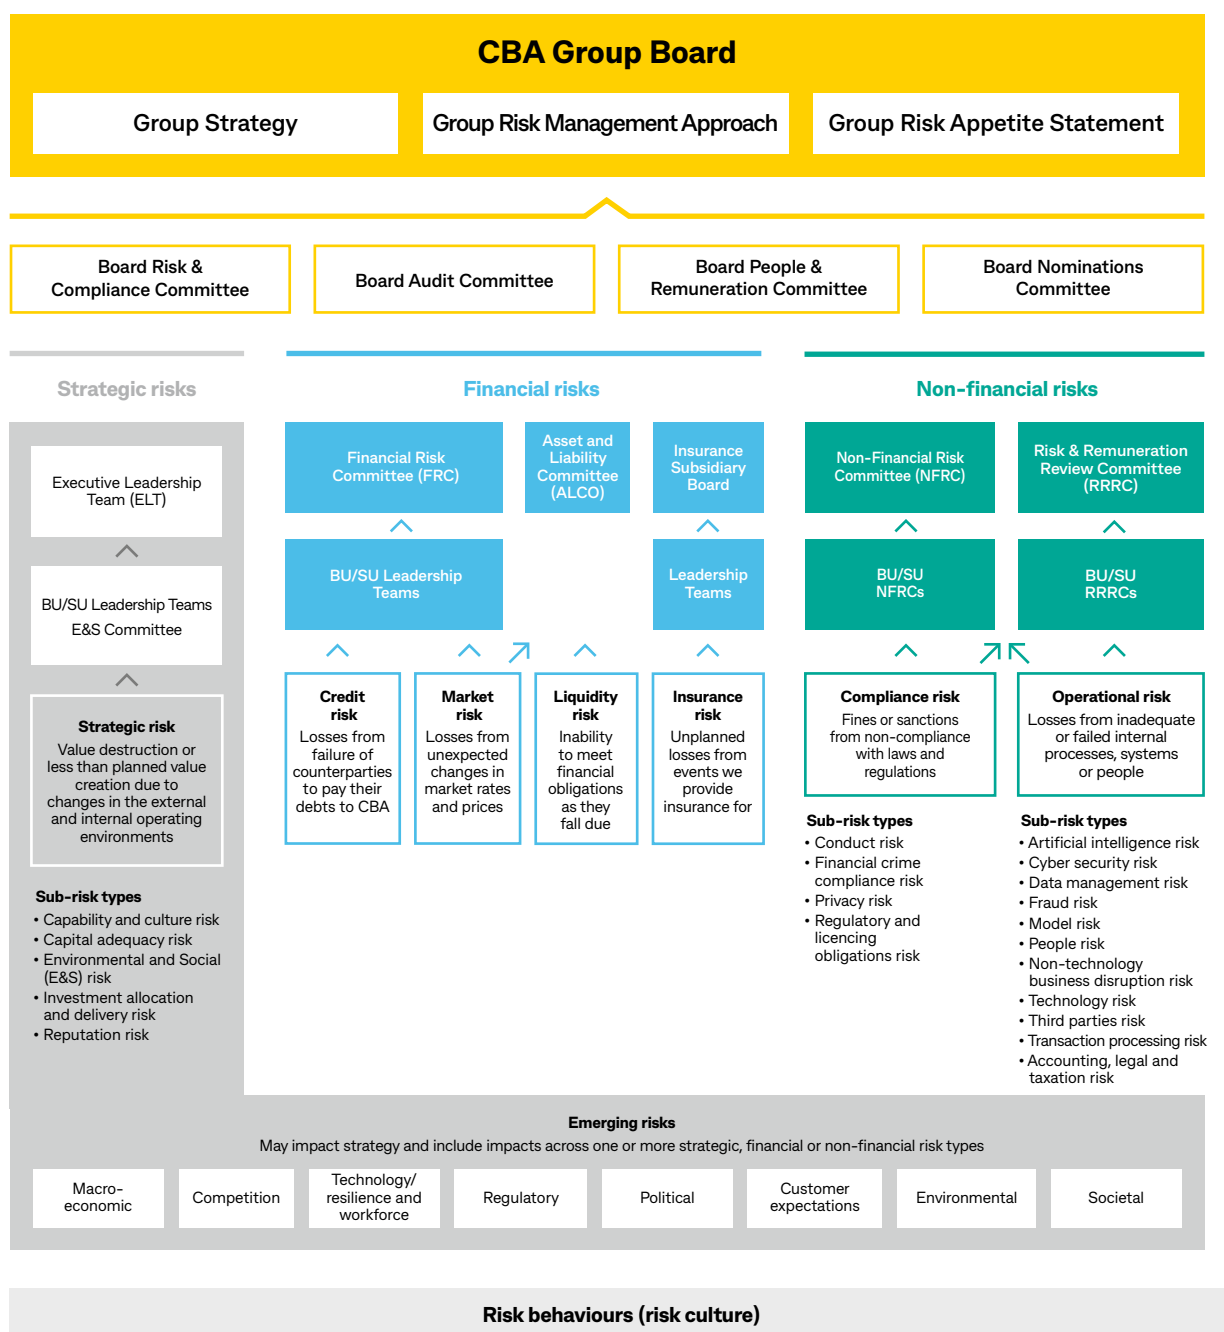 CBA Group Board
Group Strategy
Group Risk Management Approach
Group Risk Appetite Statement
Board Risk &
Compliance Committee
Board Audit Committee
Board People &
Remuneration Committee
Board Nominations
Committee
Strategic risks
Executive Leadership
Team (ELT)
BU/SU Leadership Teams
E&S Committee
Strategic risk
Value destruction or
less than planned value
creation due to
changes in the external
and internal operating
environments
Sub-risk types
• Capability and culture risk
• Capital adequacy risk
• Environmental and Social
(E&S) risk
• Investment allocation
and delivery risk
• Reputation risk
Financial risks
Financial Risk
Committee (FRC)
Asset and
Liability
Committee
(ALCO)
Insurance
Subsidiary
Board
BU/SU Leadership
Teams
Leadership
Teams
Credit
risk
Losses from
failure of
counterparties
to pay their
debts to CBA
Market
risk
Losses from
unexpected
changes in
market rates
and prices
Liquidity
risk
Inability
to meet
financial
obligations
as they
fall due
Insurance
risk
Unplanned
losses from
events we
provide
insurance for
Non-financial risks
Non-Financial Risk
Committee (NFRC)
Risk & Remuneration
Review Committee
(RRRC)
BU/SU
NFRCs
BU/SU
RRRCs
Compliance risk
Fines or sanctions
from non-compliance
with laws and
regulations
Operational risk
Losses from inadequate
or failed internal
processes, systems
or people
Sub-risk types
• Conduct risk
• Financial crime
compliance risk
• Privacy risk
• Regulatory and
licencing
obligations risk
Sub-risk types
• Artificial intelligence risk
• Cyber security risk
• Data management risk
• Fraud risk
• Model risk
• People risk
• Non-technology
business disruption risk
• Technology risk
• Third parties risk
• Transaction processing risk
• Accounting, legal and
taxation risk
Emerging risks
May impact strategy and include impacts across one or more strategic, financial or non-financial risk types
Macro-
economic
Competition
Technology/
resilience and
workforce
Regulatory
Political
Customer
expectations
Environmental
Societal
Risk behaviours (risk culture)